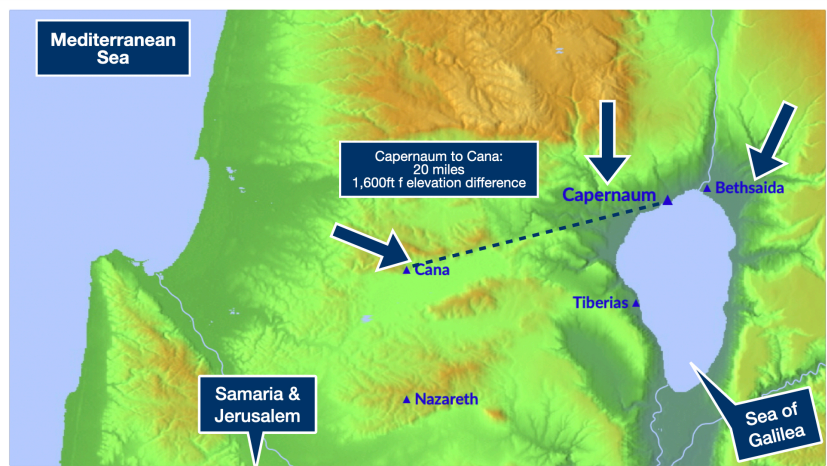 Mediterranean
Sea
Capernaum to Cana:
20 miles
1,600ft f elevation difference
Capernaum
Bethsaida
Cana
Tiberias
Nazareth
Samaria &
Jerusalem
Sea of
Galilea